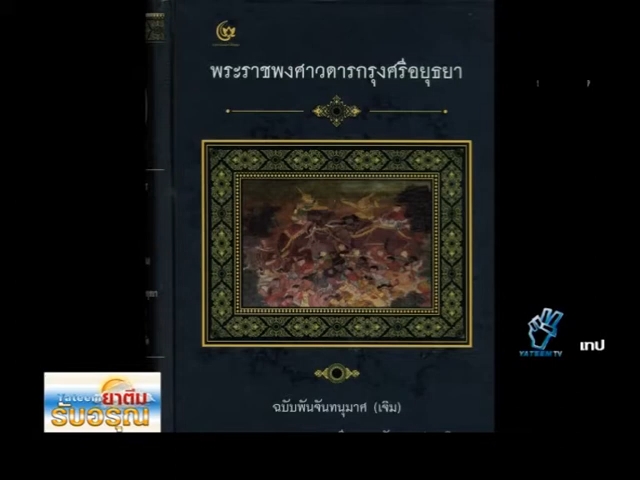 พระราชพงศาวดารกรุงศรีอยุธยา
ฉบับพันจันทนุมาศ (เจิม)
YATEEM TV
เทป
ยาตีม
รับอรุณ